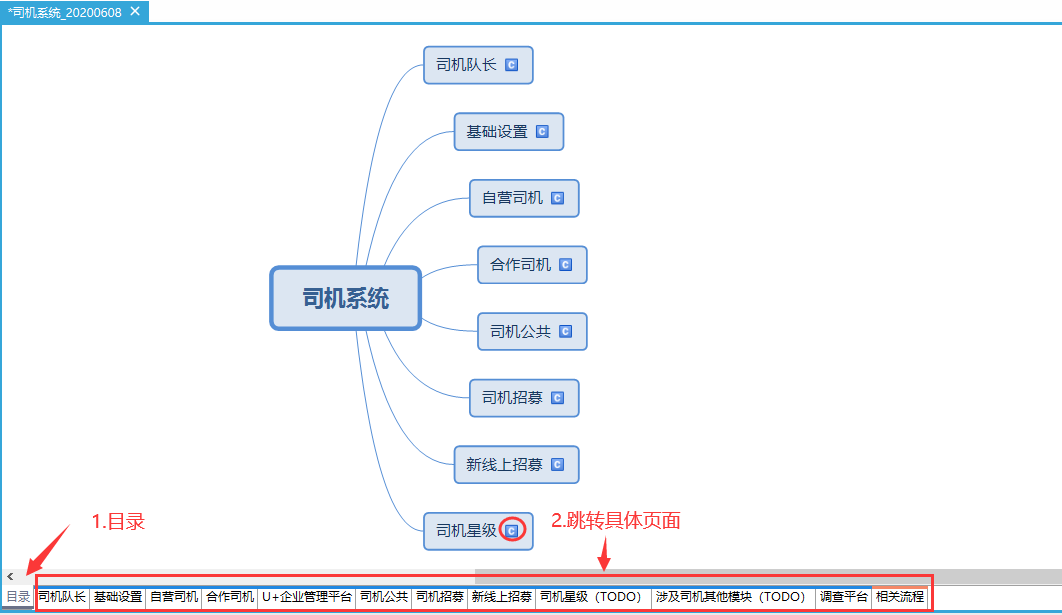 *司机系统_20200608 ×
司机队长 C
基础设置 C
自营司机 C
合作司机 C
司机系统
司机公共 C
司机招募 C
新线上招募 C
司机星级 C
1.目录
2.跳转具体页面
目录 司机队长 基础设置 自营司机 合作司机 U+企业管理平台 司机公共 司机招募 新线上招募 司机星级（TODO） 涉及司机其他模块（TODO） 调查平台 相关流程